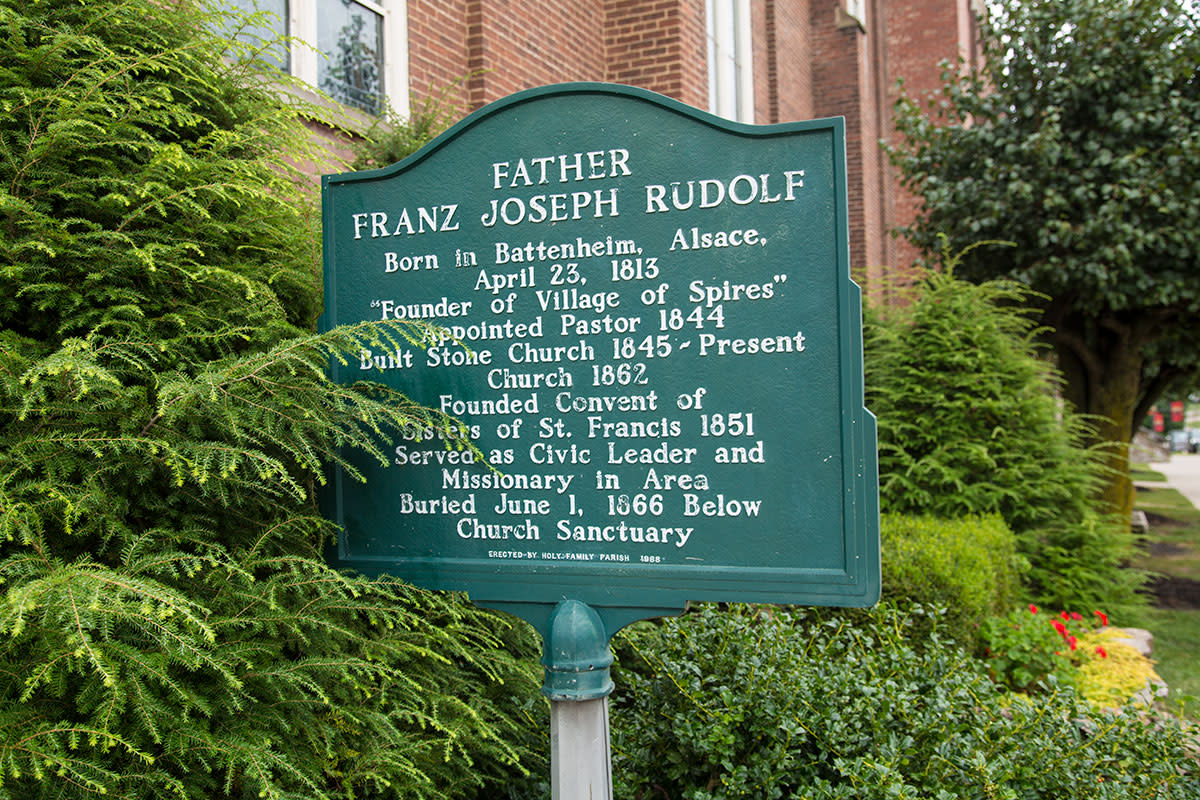 FATHER
FRANZ JOSEPH RUDOLF
Born in Battenheim, Alsace,
April 23, 1813
"Founder of Village of Spires"
Appointed Pastor 1844
Built Stone Church 1845~Present
Church 1862
Founded Convent of
Sisters of St. Francis 1851
Served as Civic Leader and
Missionary in Area
Buried June 1, 1866 Below
Church Sanctuary
ERECTED-BY HOLY-FAMILY PARISH 1968